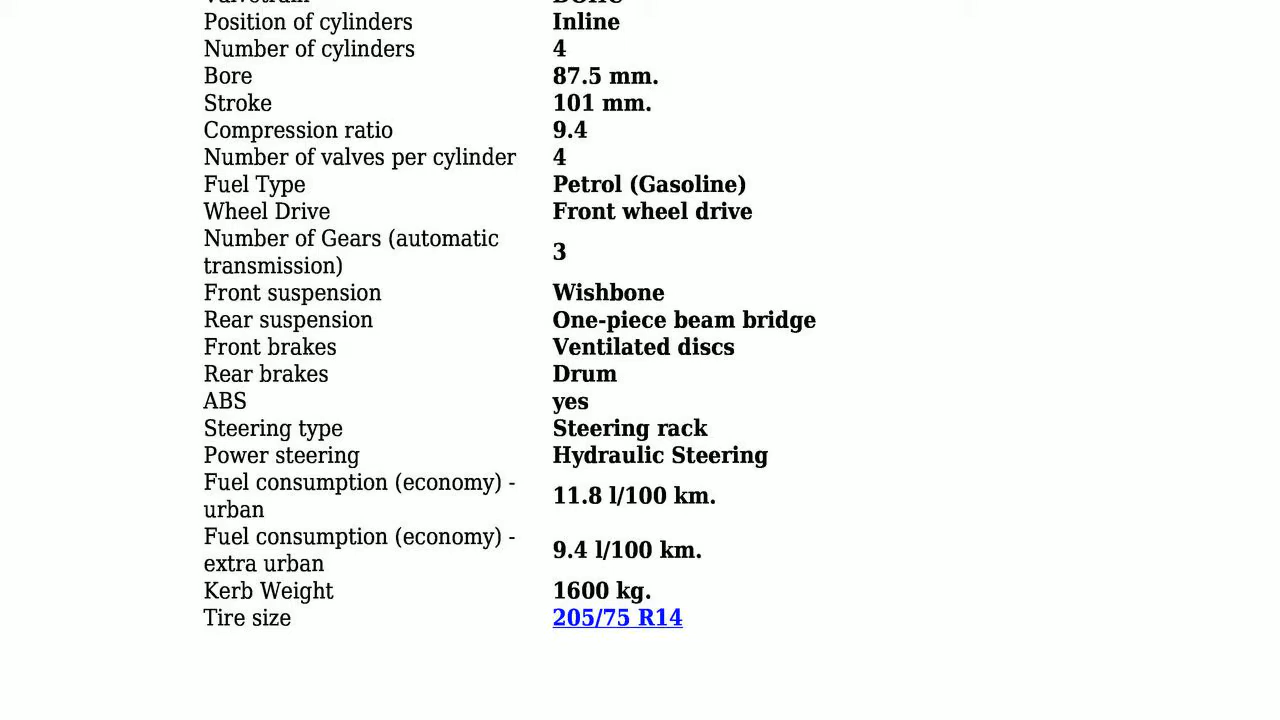 Position of cylinders Inline
Number of cylinders 4
Bore 87.5 mm.
Stroke 101 mm.
Compression ratio 9.4
Number of valves per cylinder 4
Fuel Type Petrol (Gasoline)
Wheel Drive Front wheel drive
Number of Gears (automatic
transmission) 3
Front suspension Wishbone
Rear suspension One-piece beam bridge
Front brakes Ventilated discs
Rear brakes Drum
ABS yes
Steering type Steering rack
Power steering Hydraulic Steering
Fuel consumption (economy) -
urban 11.8 l/100 km.
Fuel consumption (economy) -
extra urban 9.4 l/100 km.
Kerb Weight 1600 kg.
Tire size 205/75 R14